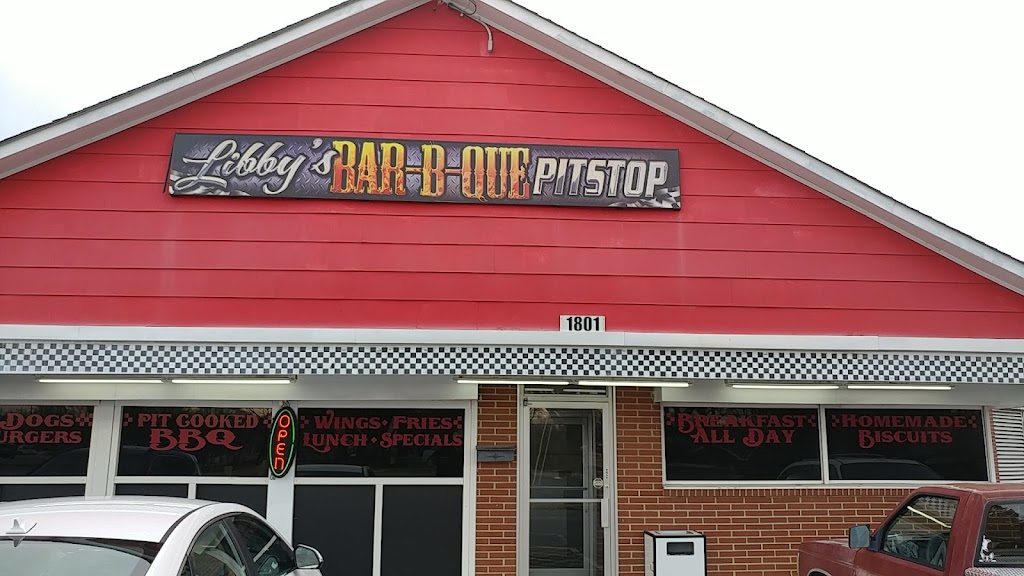 Libby's BAR-B-QUE PITSTOP
1801
DOGS
URGERS
PIT COOKED
BBQ
OPEN
WINGS • FRIES
LUNCH • SPECIALS
BREAKFAST
ALL DAY
HOMEMADE
BISCUITS